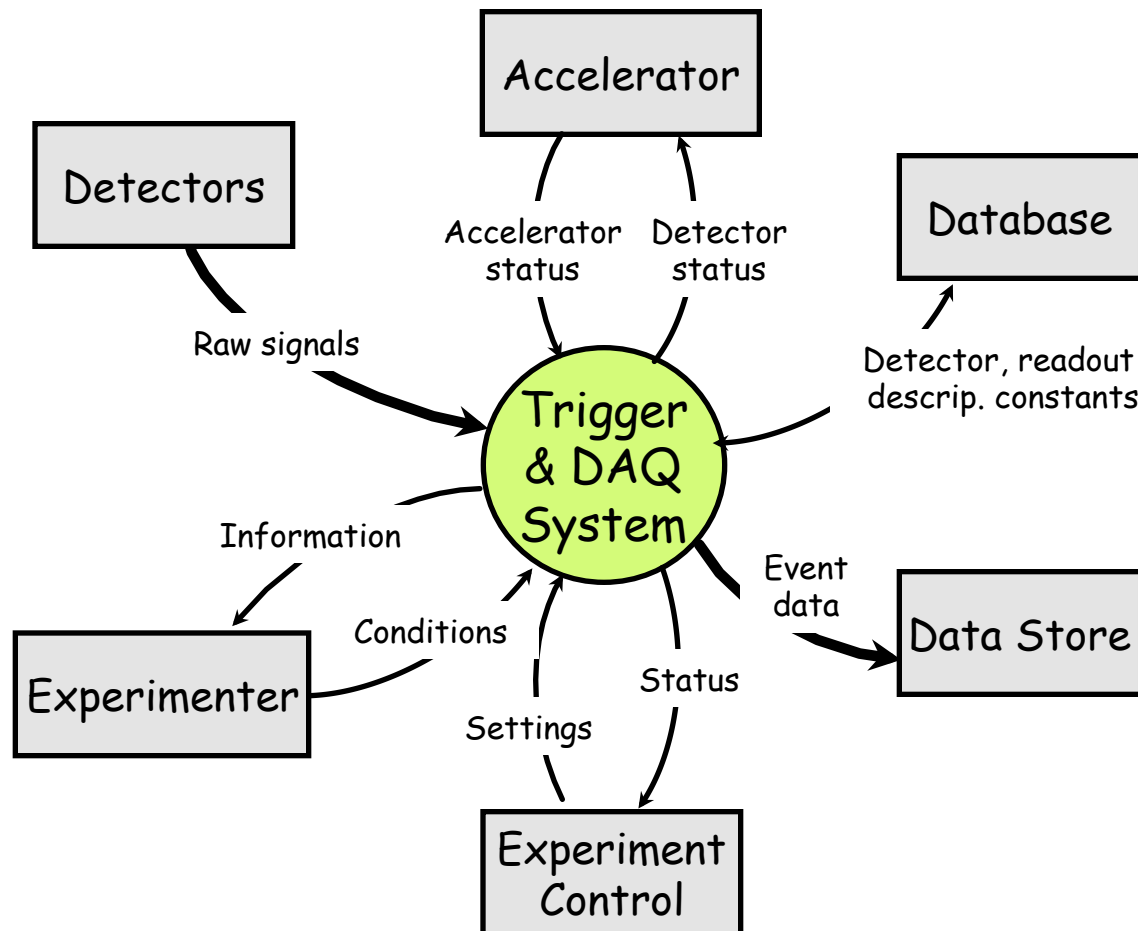 Accelerator
Detectors
Database
Accelerator
status
Detector
status
Raw signals
Detector, readout
descrip. constants
Trigger
& DAQ
System
Information
Event
data
Conditions
Data Store
Experimenter
Status
Settings
Experiment
Control